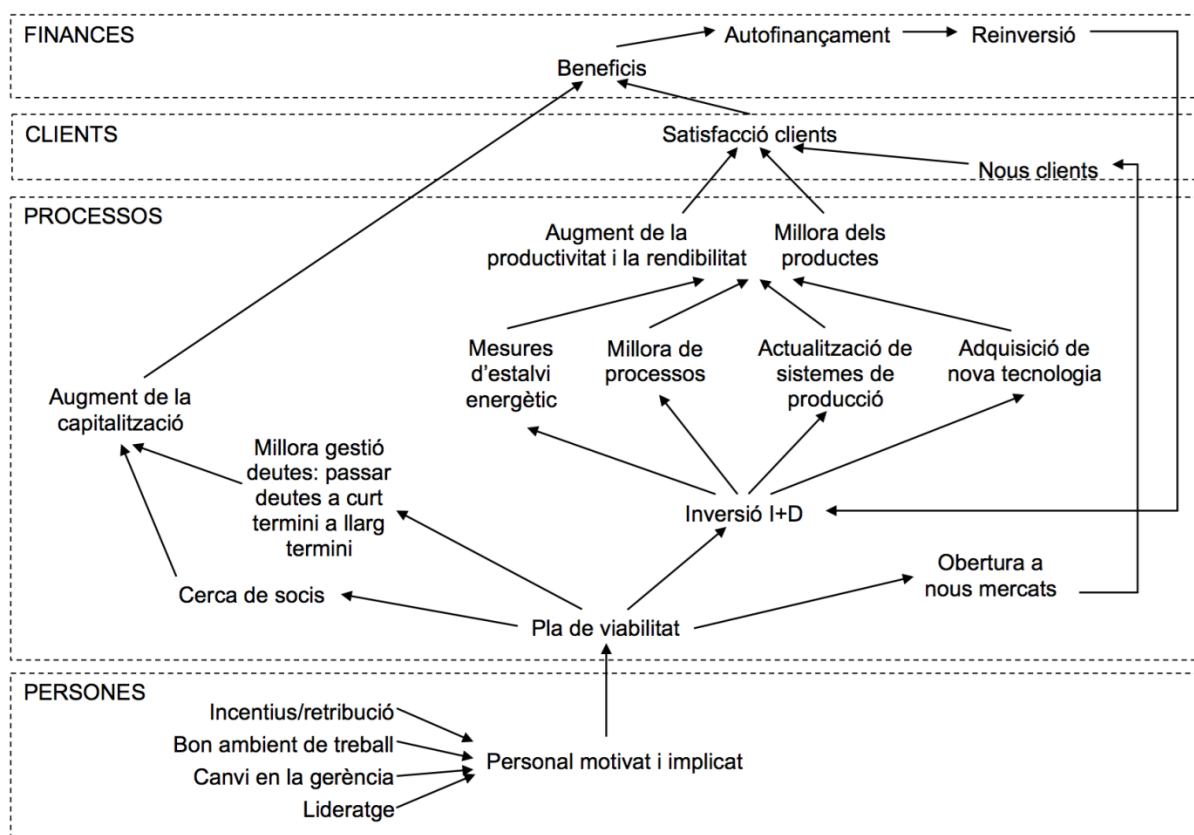 FINANCES
Autofinançament
Reinversió
Beneficis
CLIENTS
Satisfacció clients
Nous clients
PROCESSOS
Augment de la
productivitat i la rendibilitat
Millora dels
productes
Mesures
d’estalvi
energètic
Millora de
processos
Actualització de
sistemes de
producció
Adquisició de
nova tecnologia
Augment de la
capitalització
Millora gestió
deutes: passar
deutes a curt
termini a llarg
termini
Inversió I+D
Cerca de socis
Obertura a
nous mercats
Pla de viabilitat
PERSONES
Incentius/retribució
Bon ambient de treball
Canvi en la gerència
Lideratge
Personal motivat i implicat